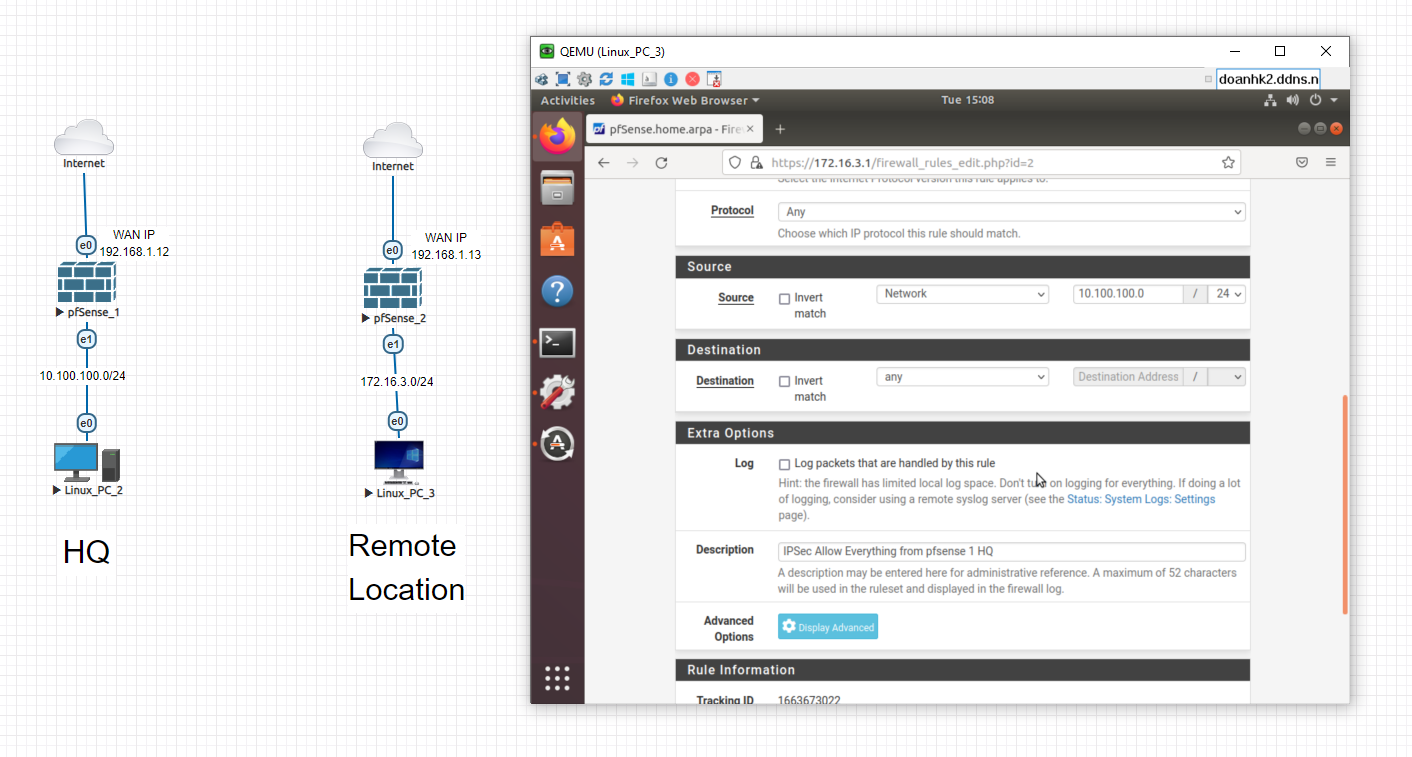 Internet
WAN IP
192.168.1.12
e0
pfSense_1
e1
10.100.100.0/24
e0
Linux_PC_2
HQ
Internet
WAN IP
192.168.1.13
e0
pfSense_2
e1
172.16.3.0/24
e0
Linux_PC_3
Remote
Location
QEMU (Linux_PC_3)
doanhk2.ddns.n
Activities
Firefox Web Browser
Tue 15:08
pfSense.home.arpa - Fire
https://172.16.3.1/firewall_rules_edit.php?id=2
Select the Internet Protocol version this rule applies to.
Protocol
Any
Choose which IP protocol this rule should match.
Source
Source
Invert
match
Network
10.100.100.0 / 24
Destination
Destination
Invert
match
any
Destination Address /
Extra Options
Log
Log packets that are handled by this rule
Hint: the firewall has limited local log space. Don't turn on logging for everything. If doing a lot
of logging, consider using a remote syslog server (see the Status: System Logs: Settings
page).
Description
IPSec Allow Everything from pfsense 1 HQ
A description may be entered here for administrative reference. A maximum of 52 characters
will be used in the ruleset and displayed in the firewall log.
Advanced
Options
Display Advanced
Rule Information
Tracking ID
1663673022